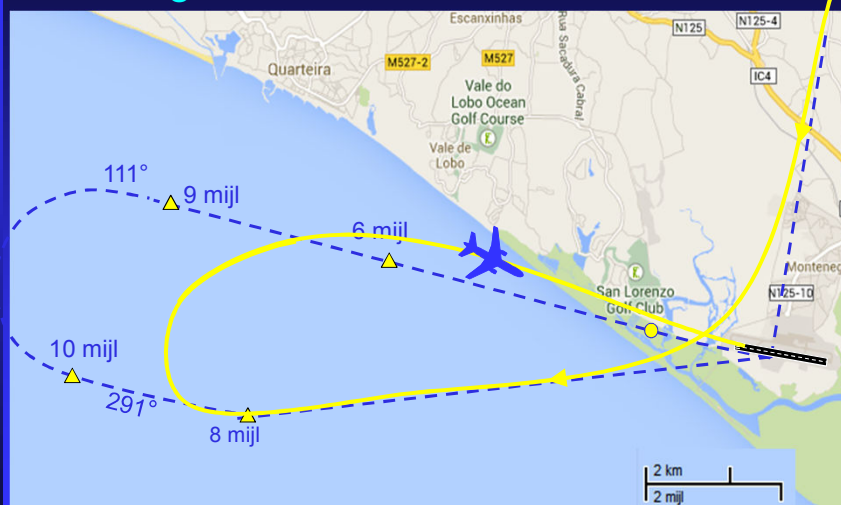 Escanxinhas
N125
N125-4
Rua Sacadura Cabral
M527-2
M527
Quarteira
IC4
Vale do
Lobo Ocean
Golf Course
Vale de
Lobo
111°
9 mijl
6 mijl
San Lorenzo
Golf Club
Monteneg
N125-10
10 mijl
291°
8 mijl
2 km
2 mijl